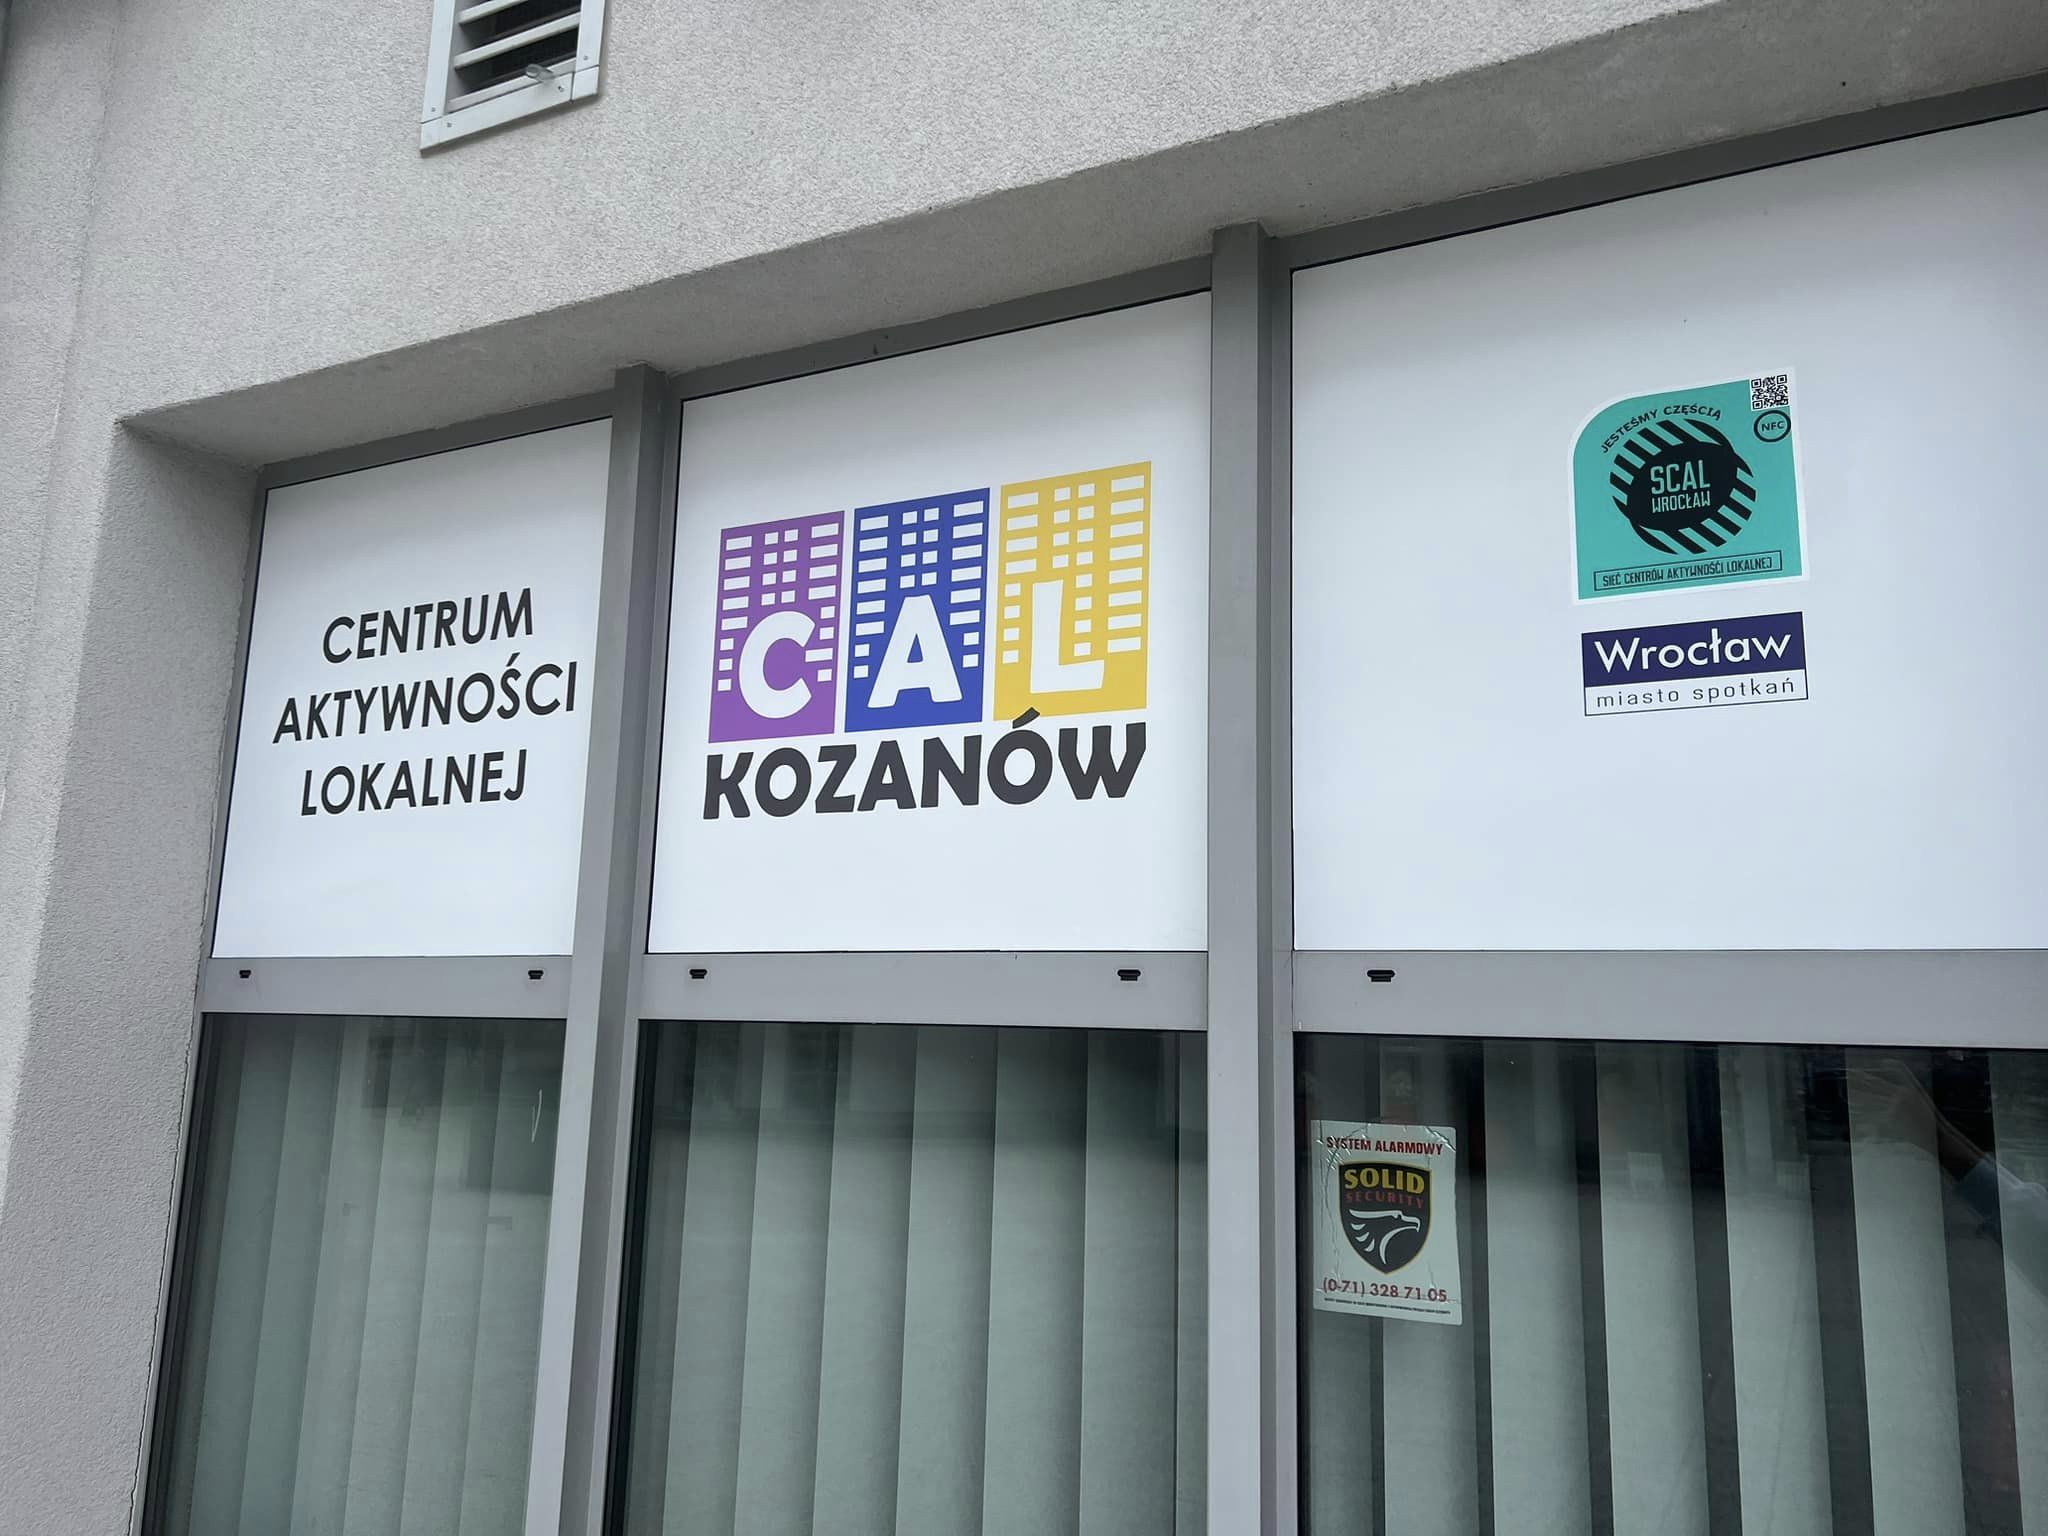 CENTRUM
AKTYWNOŚCI
LOKALNEJ
CAL
KOZANÓW
JESTEŚMY CZĘŚCIĄ
NFC
SCAL
WROCŁAW
SIEĆ CENTRÓW AKTYWNOŚĆI LOKALNEJ
Wrocław
miasto spotkań
SYSTEM ALARMOWY
SOLID
SECURITY
(0-71) 328 71 05